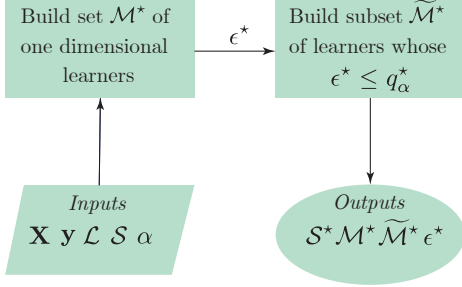 Build set ℳ⋆ of
one dimensional
learners
ϵ⋆
Build subset ℳ̃⋆
of learners whose
ϵ⋆ ≤ q⋆α
Inputs
𝐗 𝐲 ℒ 𝒮 α
Outputs
𝒮⋆ ℳ⋆ ℳ̃⋆ ϵ⋆